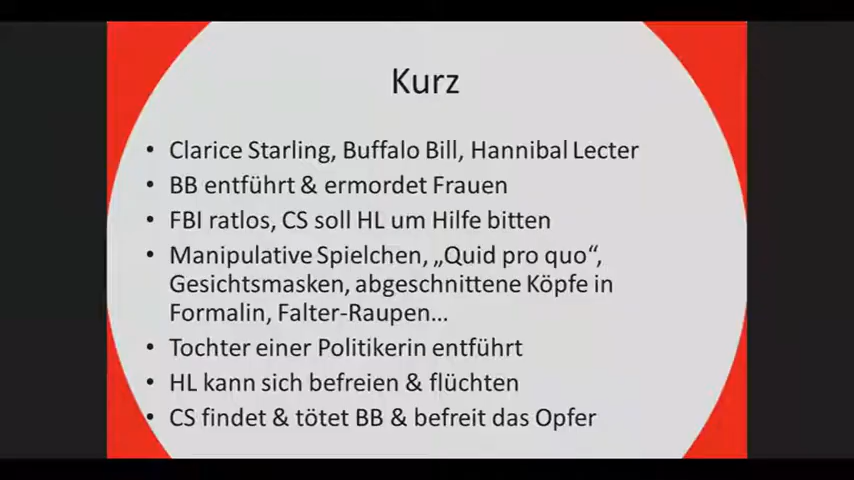 Kurz
• Clarice Starling, Buffalo Bill, Hannibal Lecter
• BB entführt & ermordet Frauen
• FBI ratlos, CS soll HL um Hilfe bitten
• Manipulative Spielchen, „Quid pro quo“,
Gesichtsmasken, abgeschnittene Köpfe in
Formalin, Falter-Raupen…
• Tochter einer Politikerin entführt
• HL kann sich befreien & flüchten
• CS findet & tötet BB & befreit das Opfer